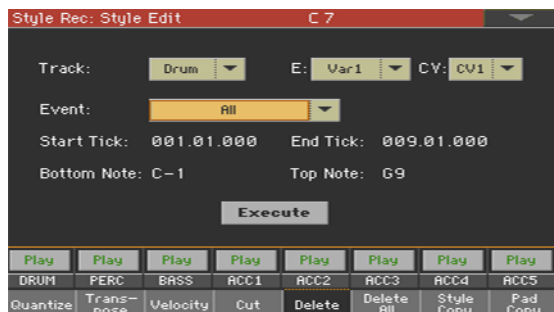 Style Rec: Style Edit C 7
Track: Drum E: Var1 CV: CV1
Event: All
Start Tick: 001.01.000 End Tick: 009.01.000
Bottom Note: C-1 Top Note: G9
Execute
Play Play Play Play Play Play Play Play
DRUM PERC BASS ACC1 ACC2 ACC3 ACC4 ACC5
Quantize Trans- Velocity Cut Delete Delete Style Pad
pose All Copy Copy